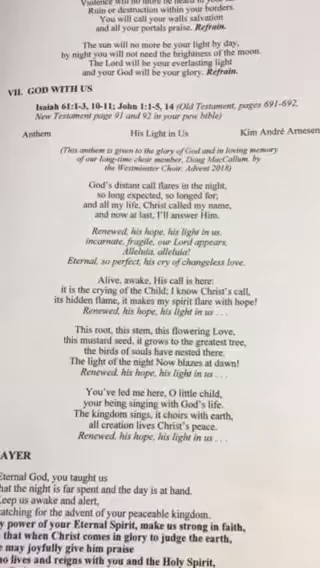 Violence will no more be heard in your
Ruin or destruction within your borders.
You will call your walls salvation
and all your portals praise. Refrain.
The sun will no more be your light by day,
by night you will not need the brightness of the moon.
The Lord will be your everlasting light
and your God will be your glory. Refrain.
VII. GOD WITH US
Isaiah 61:1-3, 10-11; John 1:1-5, 14 (Old Testament, pages 691-692,
New Testament page 91 and 92 in your pew bible)
Anthem His Light in Us Kim André Arnesen
(This anthem is given to the glory of God and in loving memory
of our long-time choir member, Doug MacCallum, by
the Westminster Choir, Advent 2018)
God's distant call flares in the night,
so long expected, so longed for;
and all my life, Christ called my name,
and now at last, I'll answer Him.
Renewed, his hope, his light in us,
incarnate, fragile, our Lord appears,
Alleluia, alleluia!
Eternal, so perfect, his cry of changeless love.
Alive, awake, His call is here:
it is the crying of the Child; I know Christ's call,
its hidden flame, it makes my spirit flare with hope!
Renewed, his hope, his light in us . . .
This root, this stem, this flowering Love,
this mustard seed, it grows to the greatest tree,
the birds of souls have nested there.
The light of the night Now blazes at dawn!
Renewed, his hope, his light in us . . .
You've led me here, O little child,
your being singing with God's life.
The kingdom sings, it choirs with earth,
all creation lives Christ's peace.
Renewed, his hope, his light in us . . .
AYER
Eternal God, you taught us
hat the night is far spent and the day is at hand.
Keep us awake and alert,
atching for the advent of your peaceable kingdom.
y power of your Eternal Spirit, make us strong in faith,
that when Christ comes in glory to judge the earth,
e may joyfully give him praise
ho lives and reigns with you and the Holy Spirit,